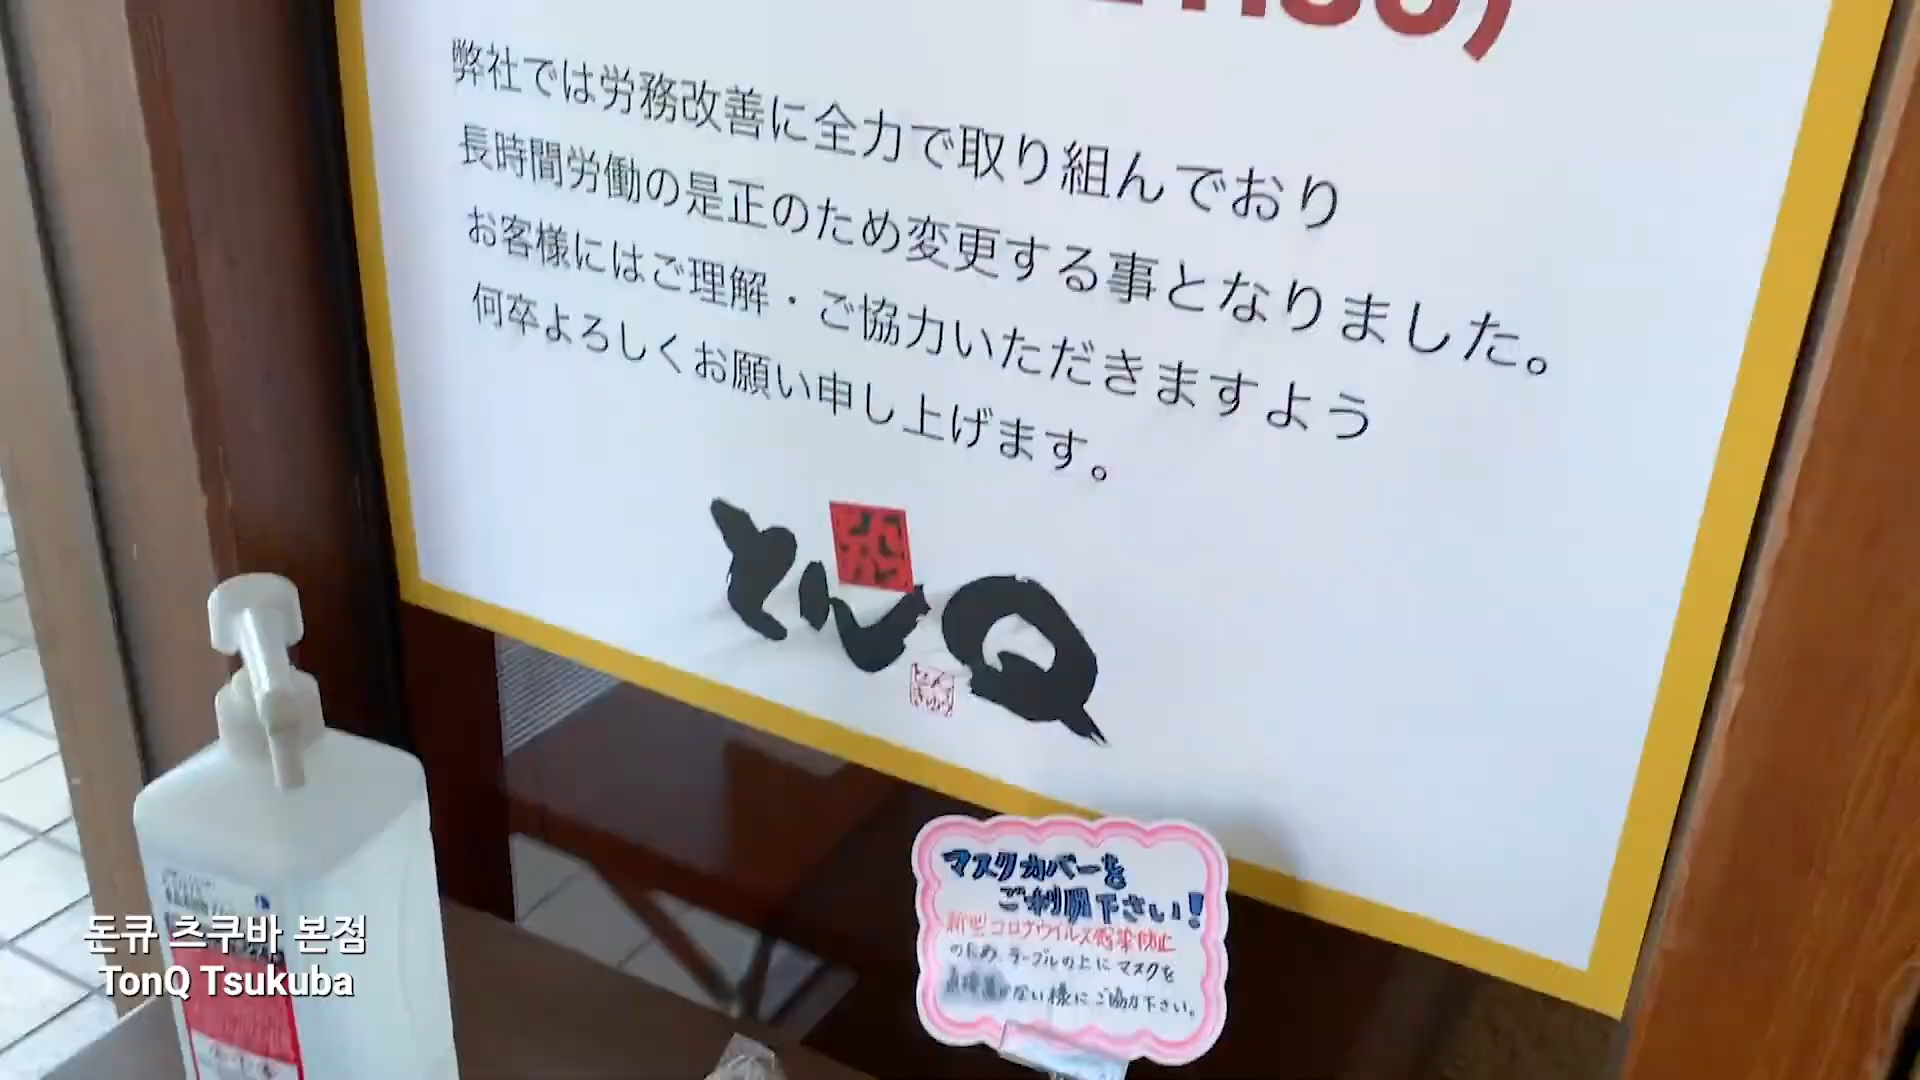 弊社では労務改善に全力で取り組んでおり
長時間労働の是正のため変更する事となりました。
お客様にはご理解・ご協力いただきますよう
何卒よろしくお願い申し上げます。
とんQ
とん
きゅう
マスクカバーを
ご利用下さい!
新型コロナウイルス感染防止
のため、テーブルの上にマスクを
ない様にご協力下さい。
돈큐 츠쿠바 본점
TonQ Tsukuba